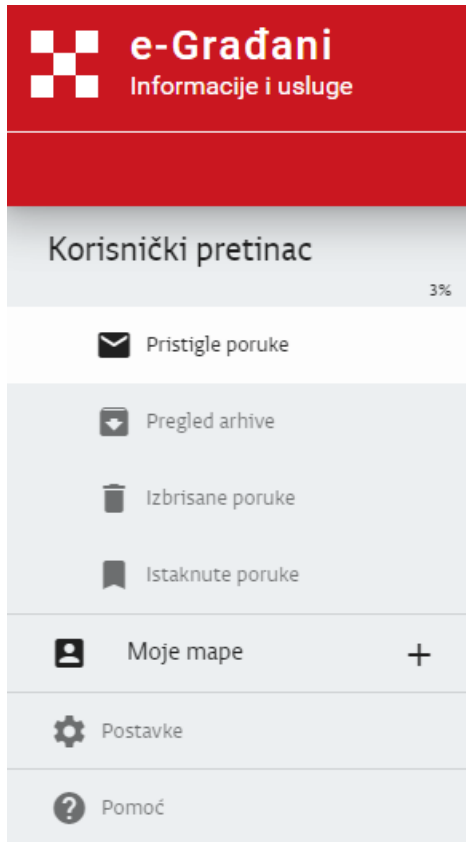 e-Građani
Informacije i usluge
Korisnički pretinac
3%
Pristigle poruke
Pregled arhive
Izbrisane poruke
Istaknute poruke
Moje mape
Postavke
Pomoć